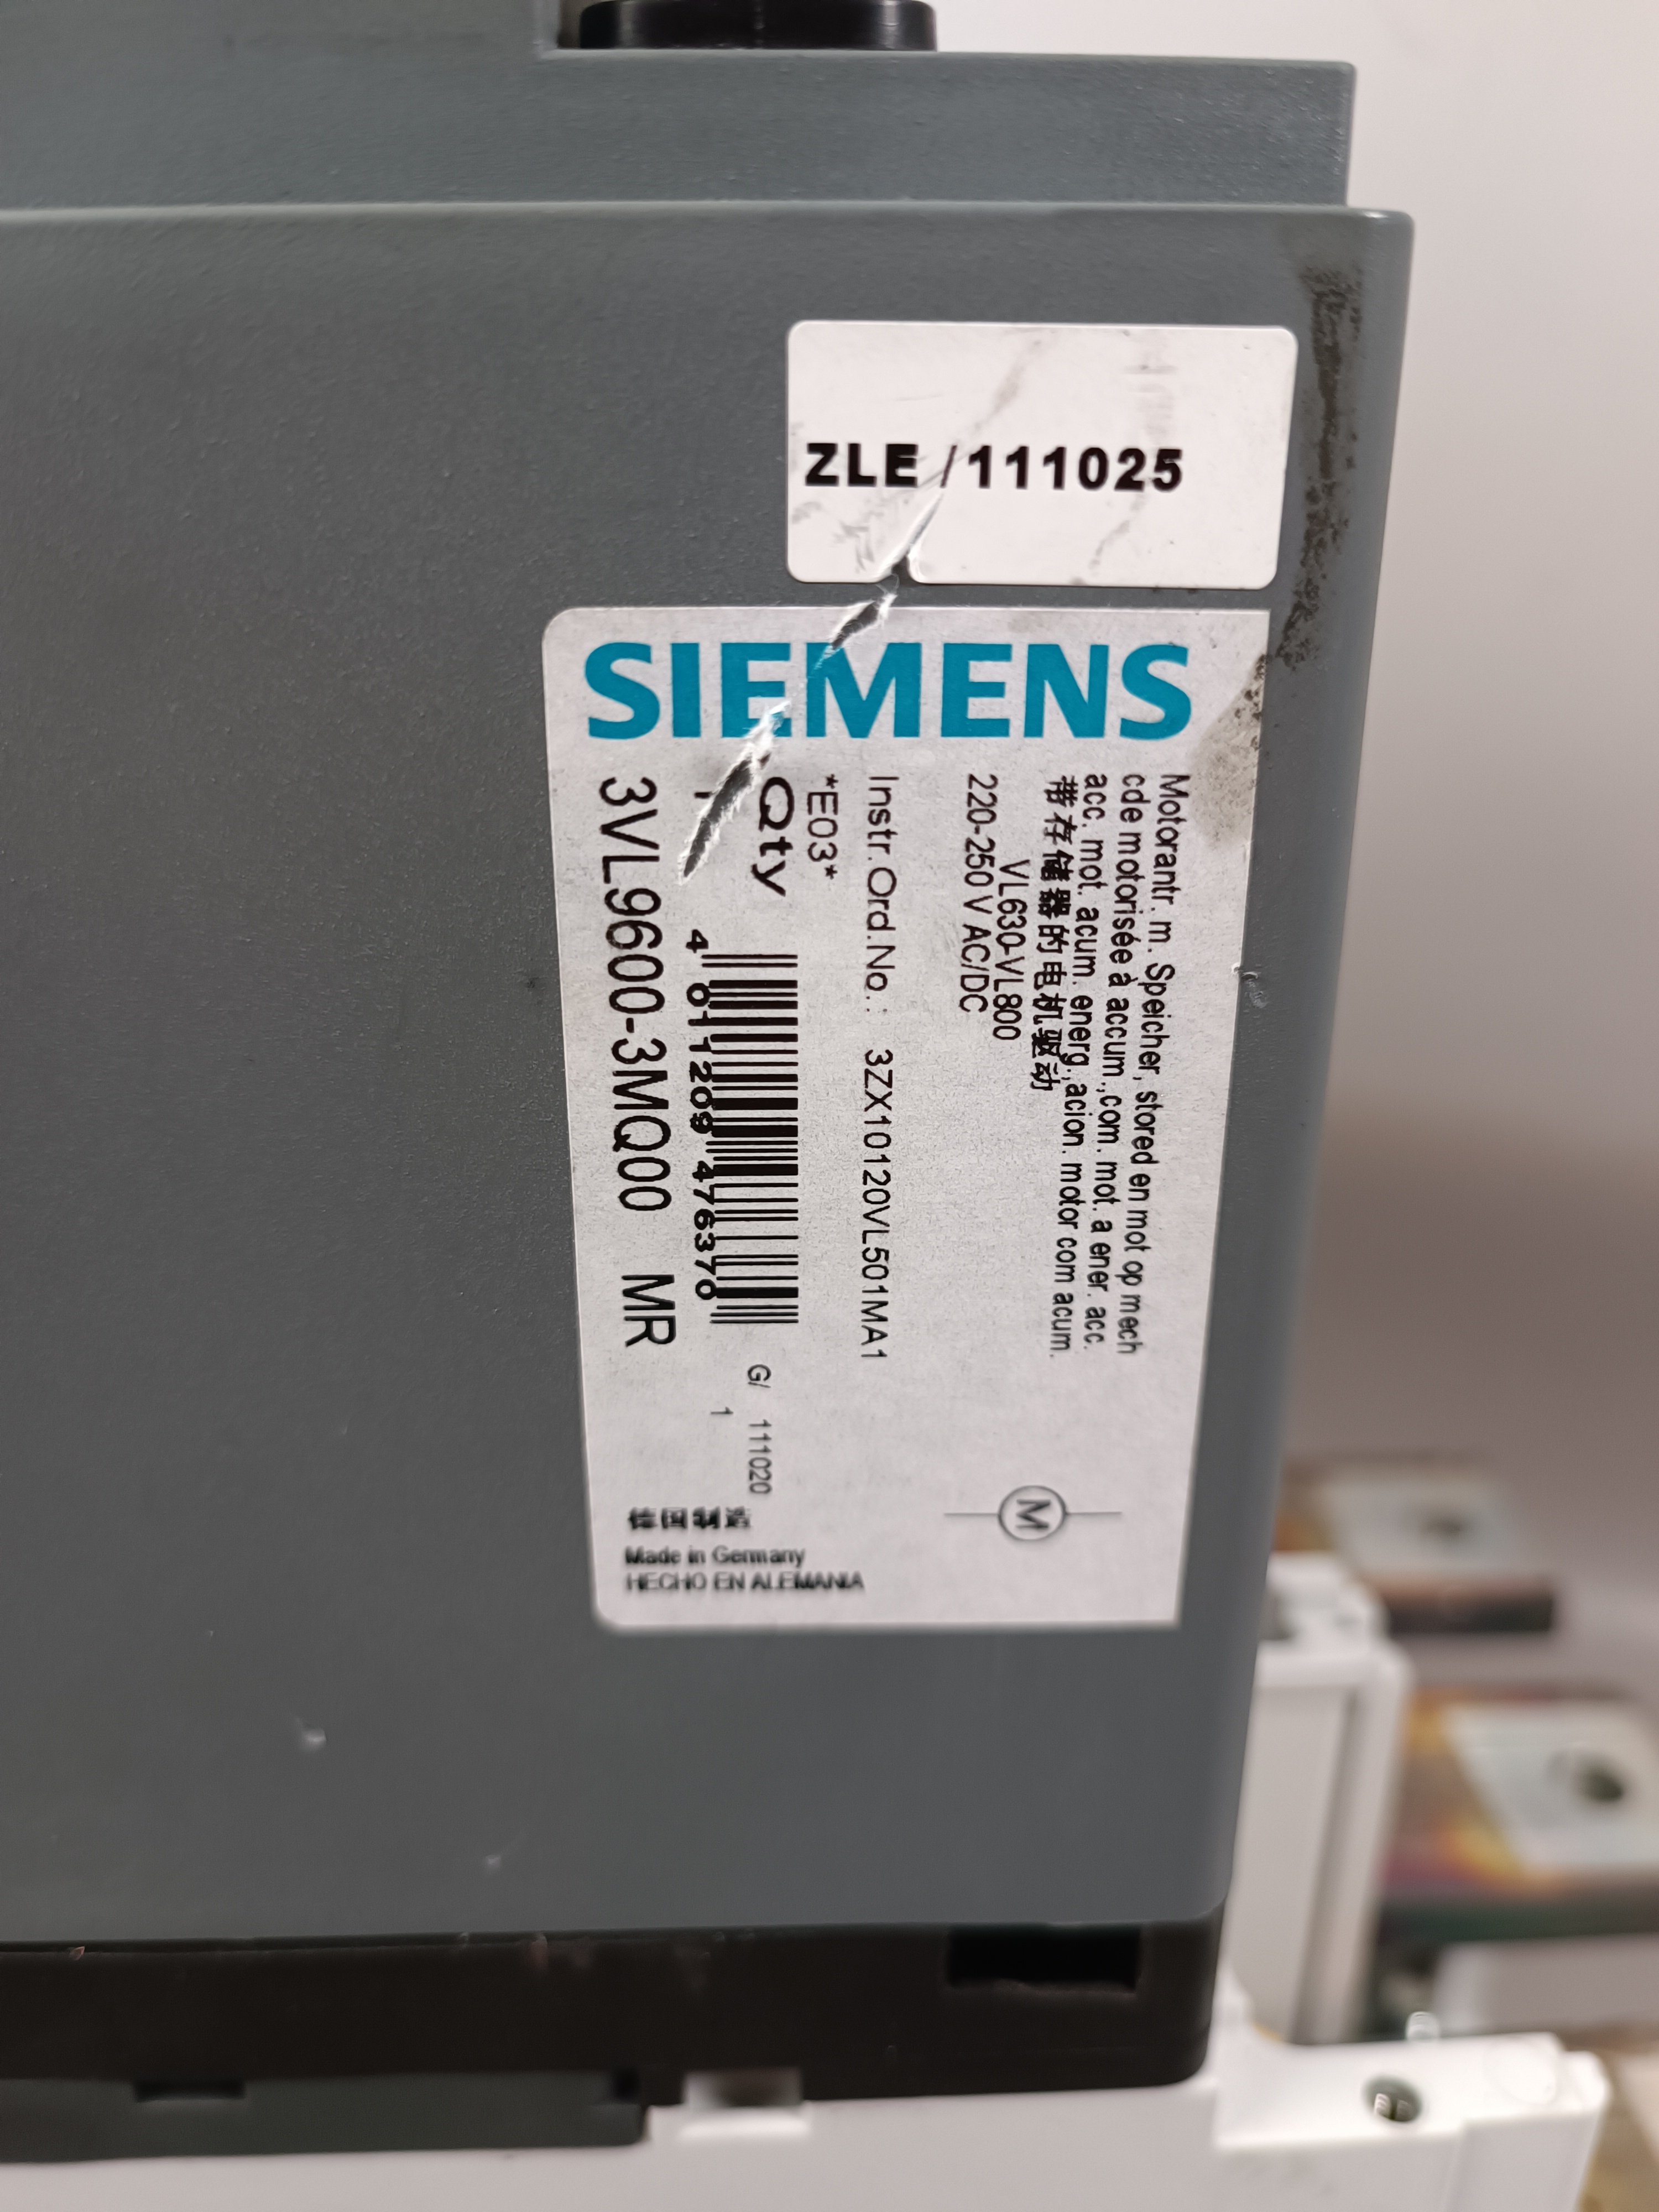 ZLE /111025
SIEMENS
Motorantr. m. Speicher, stored en mot op mech
cde motorisée à accum.,com. mot. a ener. acc.
acc. mot. acum. energ.,acion. motor com acum.
带存储器的电机驱动
VL630-VL800
220-250 V AC/DC
Instr.Ord.No.: 3ZX10120VL501MA1
*E03*
Qty
1
4 011209 476370
G/ 111020
1
3VL9600-3MQ00 MR
M
德国制造
Made in Germany
HECHO EN ALEMANIA